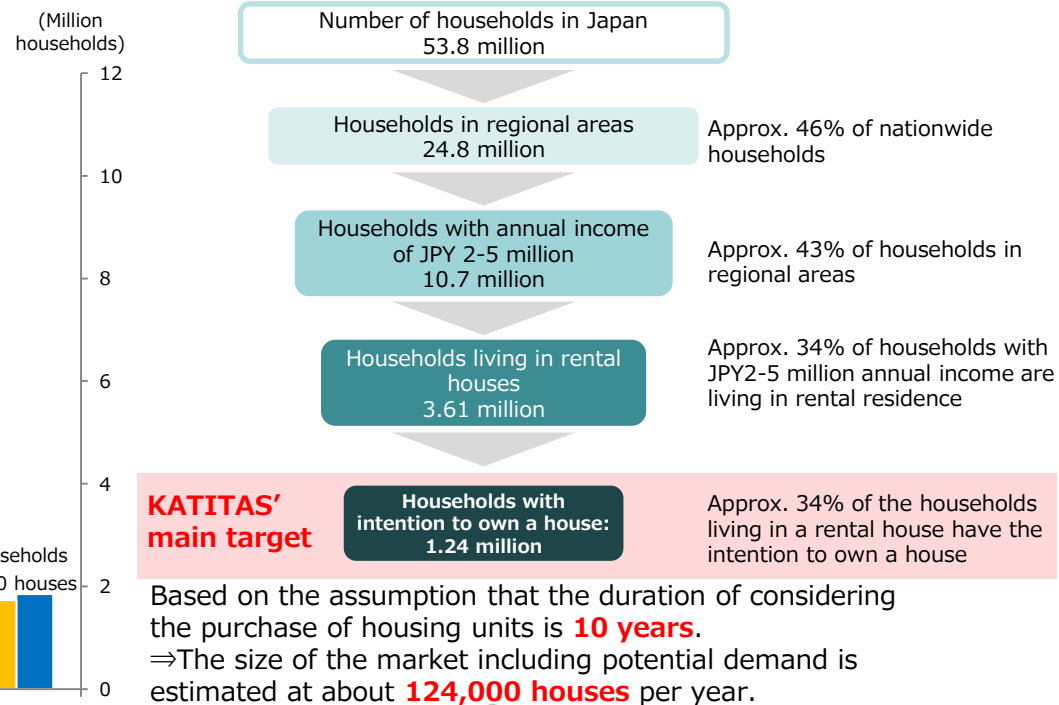 (Million
households)
12
10
8
6
4
2
0
Number of households in Japan
53.8 million
Households in regional areas
24.8 million
Approx. 46% of nationwide
households
Households with annual income
of JPY 2-5 million
10.7 million
Approx. 43% of households in
regional areas
Households living in rental
houses
3.61 million
Approx. 34% of households with
JPY2-5 million annual income are
living in rental residence
KATITAS’
main target
Households with
intention to own a house:
1.24 million
Approx. 34% of the households
living in a rental house have the
intention to own a house
seholds
0 houses
Based on the assumption that the duration of considering
the purchase of housing units is 10 years.
⇒The size of the market including potential demand is
estimated at about 124,000 houses per year.